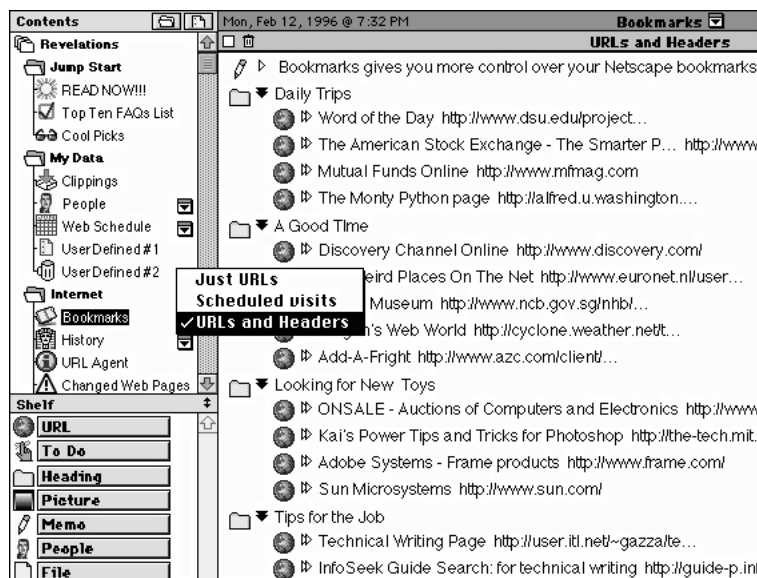 Contents
Revelations
Jump Start
READ NOW!!!
Top Ten FAQs List
Cool Picks
My Data
Clippings
People
Web Schedule
UserDefined #1
UserDefined #2
Internet
Bookmarks
History
URL Agent
Changed Web Pages
Shelf
URL
To Do
Heading
Picture
Memo
People
File
Just URLs
Scheduled visits
✓URLs and Headers
Mon, Feb 12, 1996 @ 7:32 PM
Bookmarks
URLs and Headers
Bookmarks gives you more control over your Netscape bookmarks
Daily Trips
Word of the Day http://www.dsu.edu/project...
The American Stock Exchange - The Smarter P... http://www
Mutual Funds Online http://www.mfmag.com
The Monty Python page http://alfred.u.washington....
A Good TIme
Discovery Channel Online http://www.discovery.com/
eird Places On The Net http://www.euronet.nl/user...
Museum http://www.ncb.gov.sg/nhb/...
n's Web World http://cyclone.weather.net/t...
Add-A-Fright http://www.azc.com/client/...
Looking for New Toys
ONSALE - Auctions of Computers and Electronics http://www
Kai's Power Tips and Tricks for Photoshop http://the-tech.mit.
Adobe Systems - Frame products http://www.frame.com/
Sun Microsystems http://www.sun.com/
Tips for the Job
Technical Writing Page http://user.itl.net/~gazza/te...
InfoSeek Guide Search: for technical writing http://guide-p.in